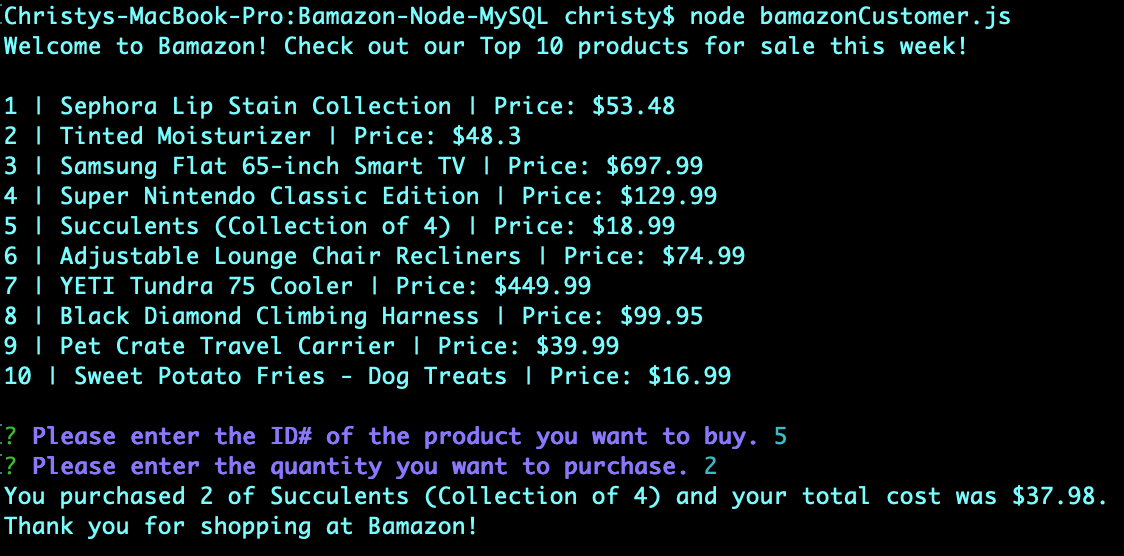 Christys-MacBook-Pro:Bamazon-Node-MySQL christy$ node bamazonCustomer.js
Welcome to Bamazon! Check out our Top 10 products for sale this week!
1 | Sephora Lip Stain Collection | Price: $53.48
2 | Tinted Moisturizer | Price: $48.3
3 | Samsung Flat 65-inch Smart TV | Price: $697.99
4 | Super Nintendo Classic Edition | Price: $129.99
5 | Succulents (Collection of 4) | Price: $18.99
6 | Adjustable Lounge Chair Recliners | Price: $74.99
7 | YETI Tundra 75 Cooler | Price: $449.99
8 | Black Diamond Climbing Harness | Price: $99.95
9 | Pet Crate Travel Carrier | Price: $39.99
10 | Sweet Potato Fries - Dog Treats | Price: $16.99
? Please enter the ID# of the product you want to buy. 5
? Please enter the quantity you want to purchase. 2
You purchased 2 of Succulents (Collection of 4) and your total cost was $37.98.
Thank you for shopping at Bamazon!